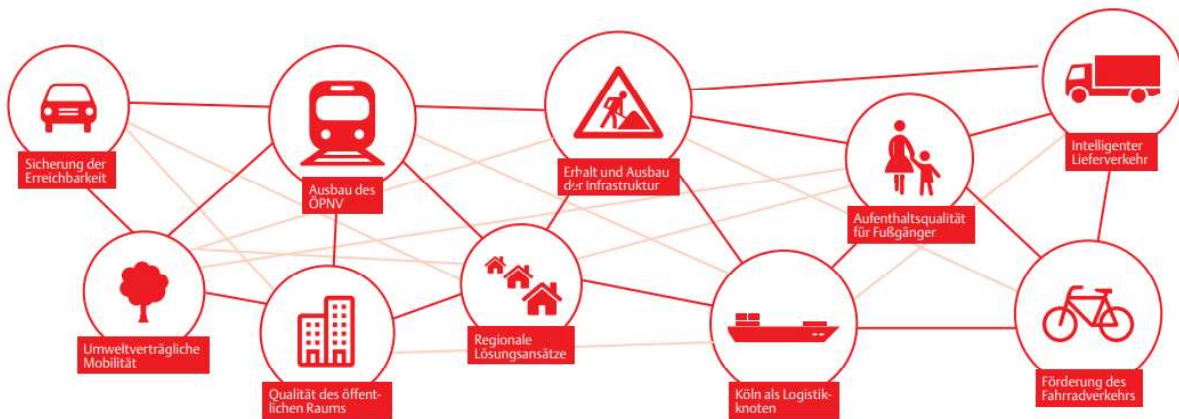 Sicherung der
Erreichbarkeit
Ausbau des
ÖPNV
Erhalt und Ausbau
der Infrastruktur
Aufenthaltsqualität
für Fußgänger
Intelligenter
Lieferverkehr
Umweltverträgliche
Mobilität
Qualität des öffent-
lichen Raums
Regionale
Lösungsansätze
Köln als Logistik-
knoten
Förderung des
Fahrradverkehrs